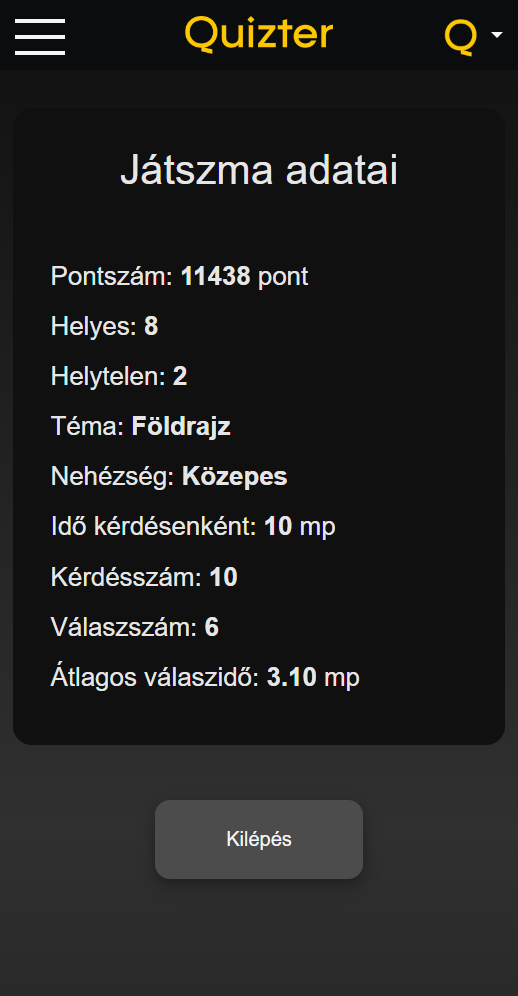 Quizter
Q
Játszma adatai
Pontszám: 11438 pont
Helyes: 8
Helytelen: 2
Téma: Földrajz
Nehézség: Közepes
Idő kérdésenként: 10 mp
Kérdésszám: 10
Válaszszám: 6
Átlagos válaszidő: 3.10 mp
Kilépés